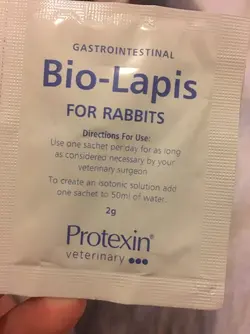 GASTROINTESTINAL
Bio-Lapis
FOR RABBITS
Directions For Use:
Use one sachet per day for as long
as considered necessary by your
veterinary surgeon
To create an isotonic solution add
one sachet to 50ml of water.
2g
Protexin®
veterinary